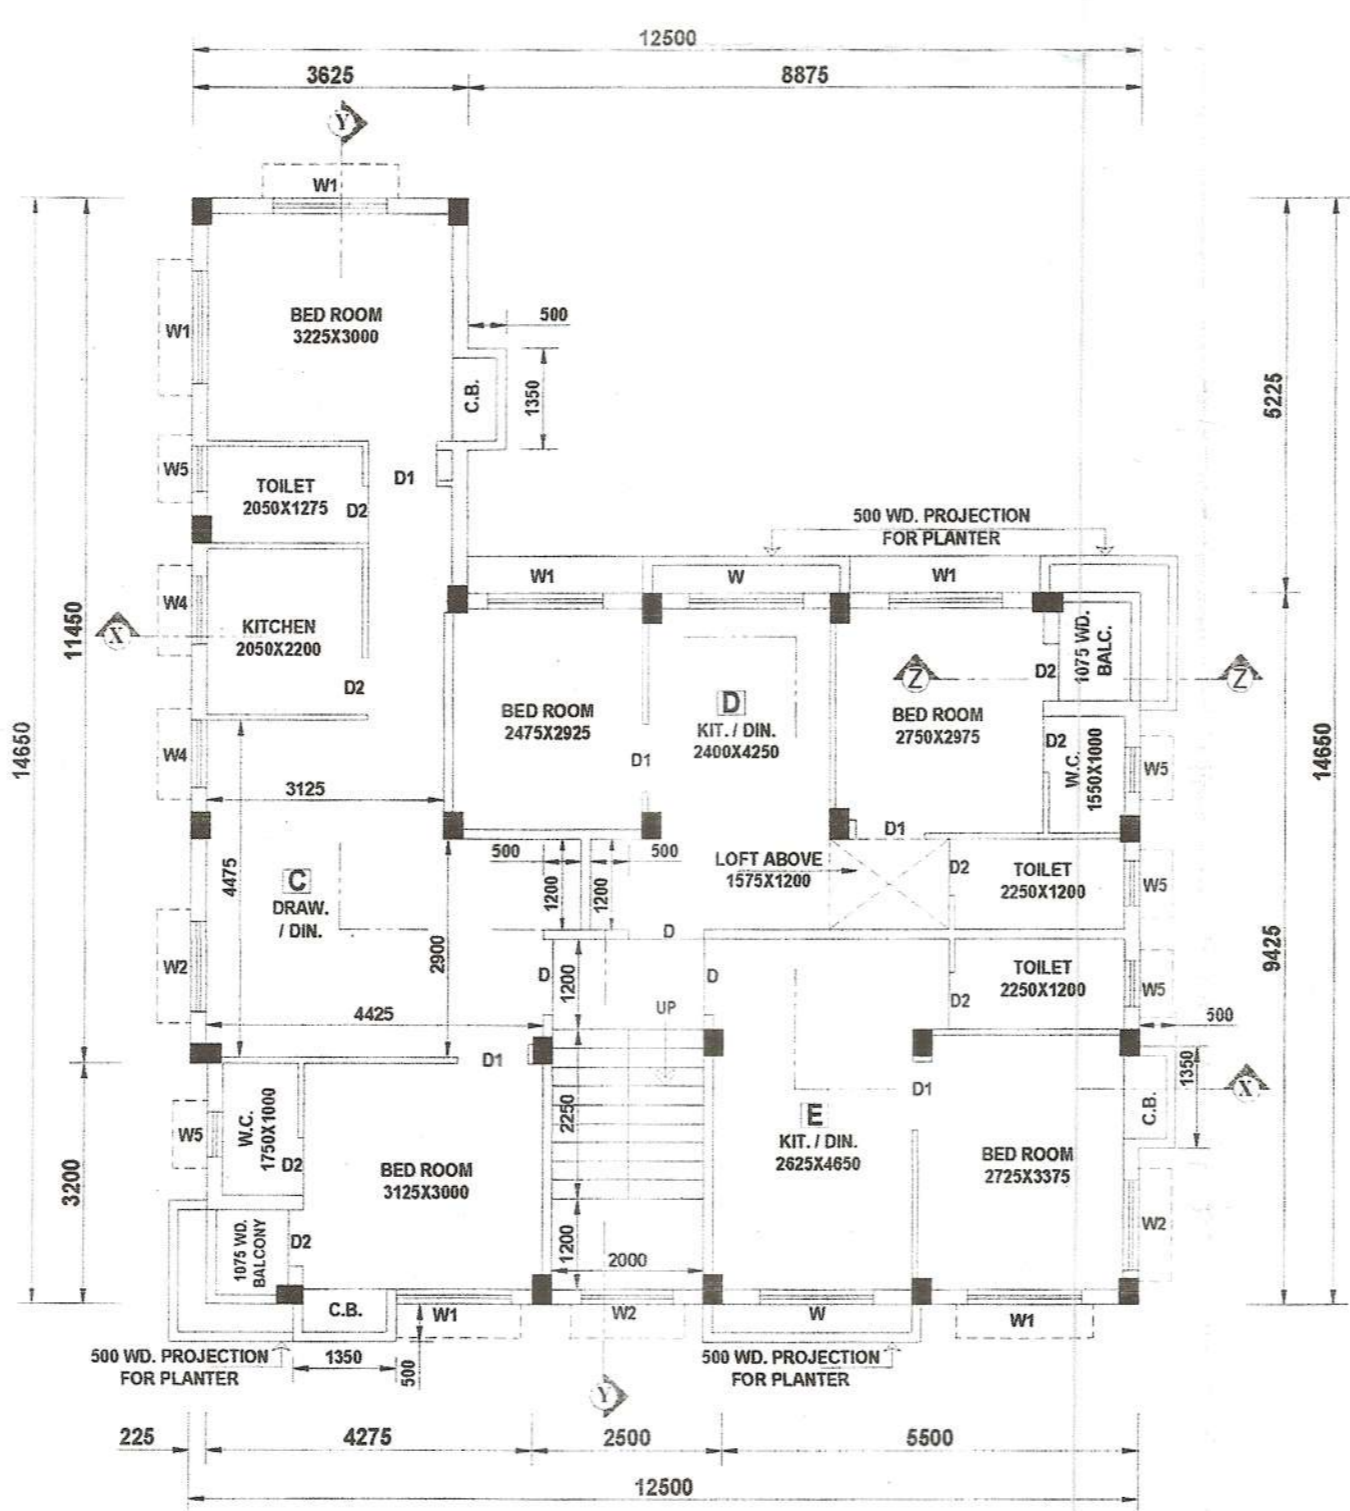 12500
3625
8875
Y
W1
BED ROOM
3225X3000
W1
500
C.B.
1350
5225
W5
TOILET
2050X1275
D2
D1
500 WD. PROJECTION
FOR PLANTER
W1
W
W1
W4
KITCHEN
2050X2200
X
11450
D2
1075 WD.
BALC.
D2
Z
Z
BED ROOM
2475X2925
D
KIT. / DIN.
2400X4250
BED ROOM
2750X2975
D1
D2
W.C.
1550X1000
W5
14650
14650
W4
3125
D1
500
500
LOFT ABOVE
1575X1200
D2
TOILET
2250X1200
W5
4475
C
DRAW.
/ DIN.
1200
1200
2900
D
9425
W2
D
1200
D
UP
D2
TOILET
2250X1200
W5
500
4425
D1
1350
C.B.
D1
X
W5
W.C.
1750X1000
D2
2250
E
KIT. / DIN.
2625X4650
BED ROOM
2725X3375
3200
BED ROOM
3125X3000
W2
1075 WD.
BALCONY
D2
1200
2000
C.B.
W1
W2
W
W1
500 WD. PROJECTION
FOR PLANTER
1350
500
500 WD. PROJECTION
FOR PLANTER
Y
225
4275
2500
5500
12500